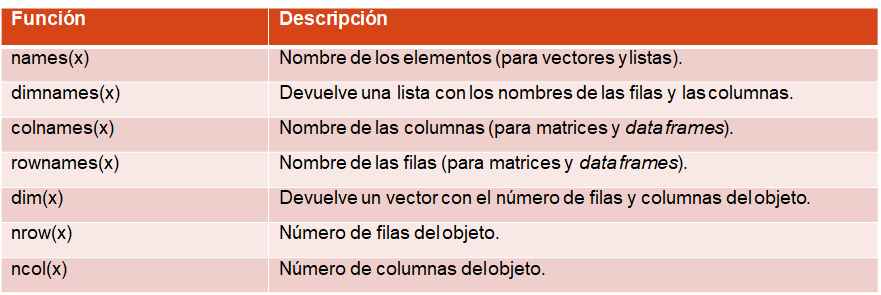 Función Descripción
names(x) Nombre de los elementos (para vectores y listas).
dimnames(x) Devuelve una lista con los nombres de las filas y las columnas.
colnames(x) Nombre de las columnas (para matrices y data frames).
rownames(x) Nombre de las filas (para matrices y data frames).
dim(x) Devuelve un vector con el número de filas y columnas del objeto.
nrow(x) Número de filas del objeto.
ncol(x) Número de columnas del objeto.